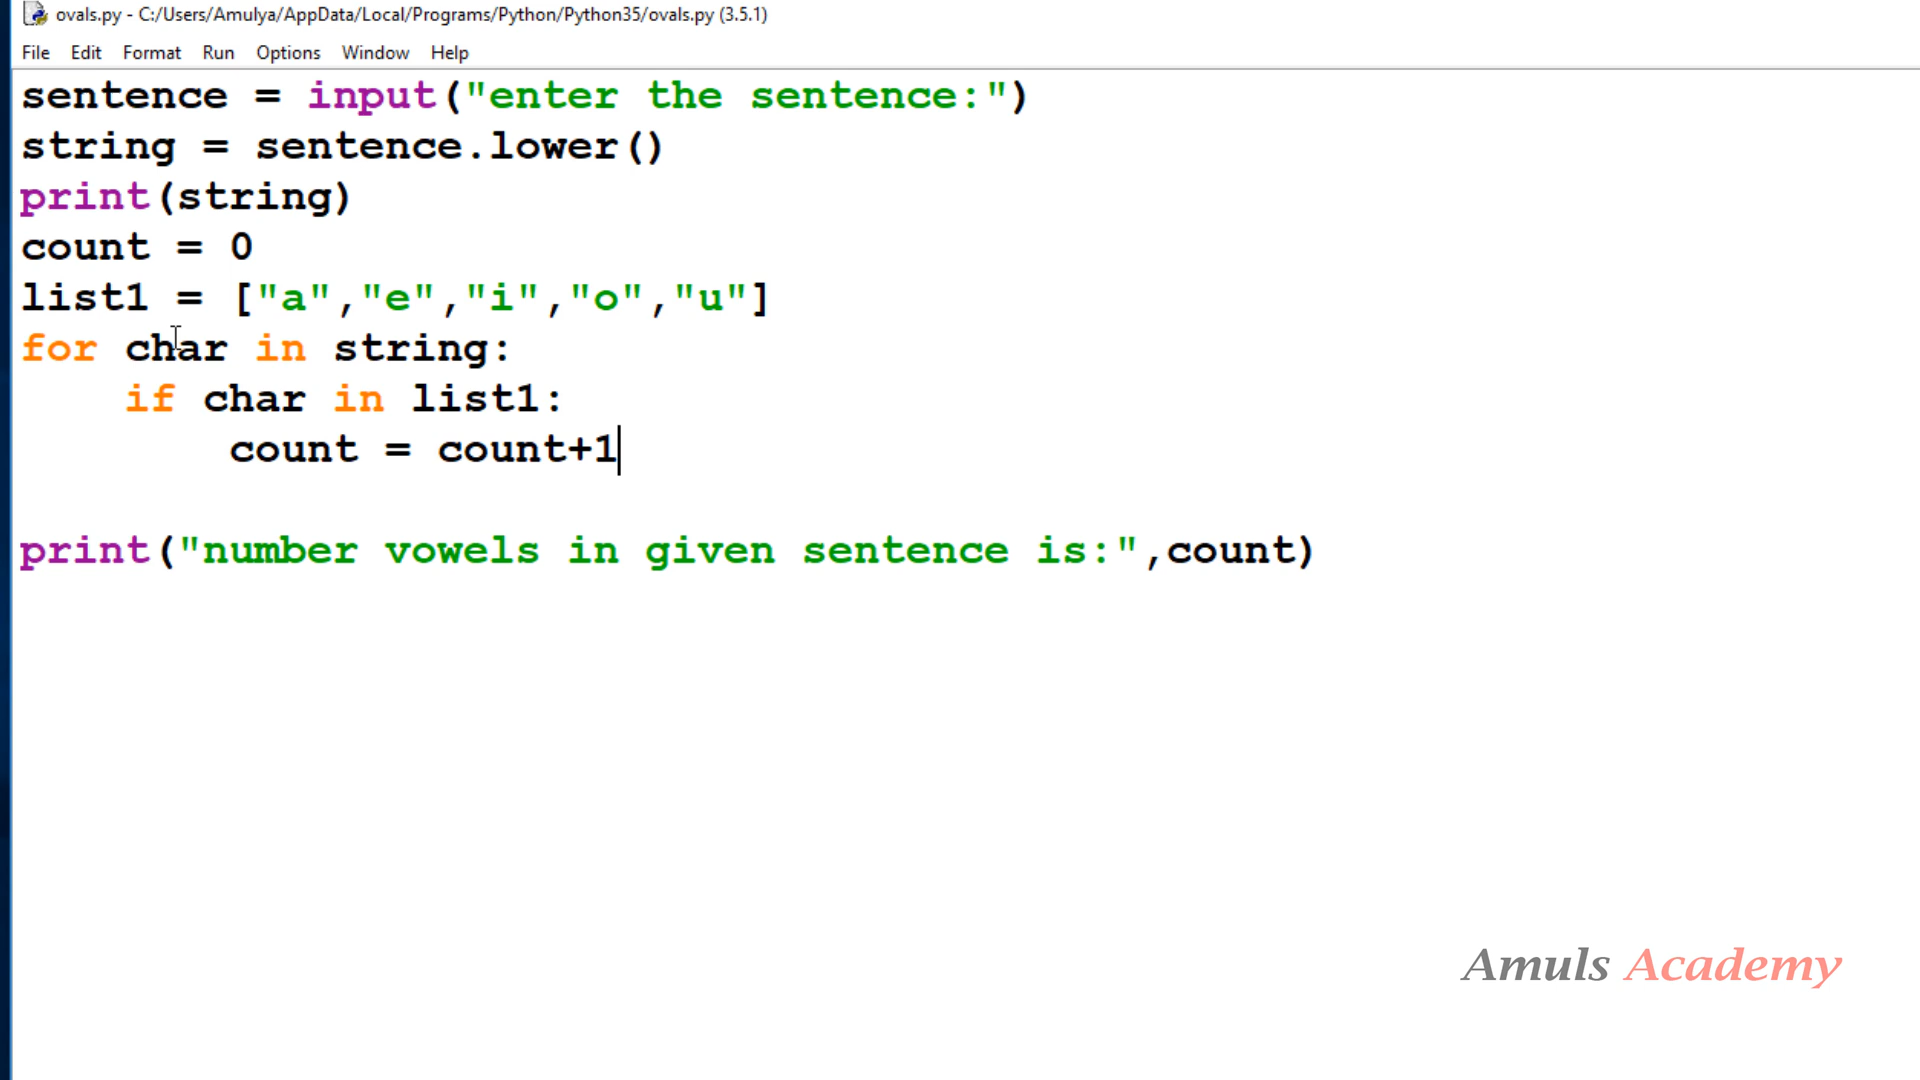 ovals.py - C:/Users/Amulya/AppData/Local/Programs/Python/Python35/ovals.py (3.5.1)
File Edit Format Run Options Window Help
sentence = input("enter the sentence:")
string = sentence.lower()
print(string)
count = 0
list1 = ["a","e","i","o","u"]
for char in string:
    if char in list1:
        count = count+1
print("number vowels in given sentence is:",count)
Amuls Academy